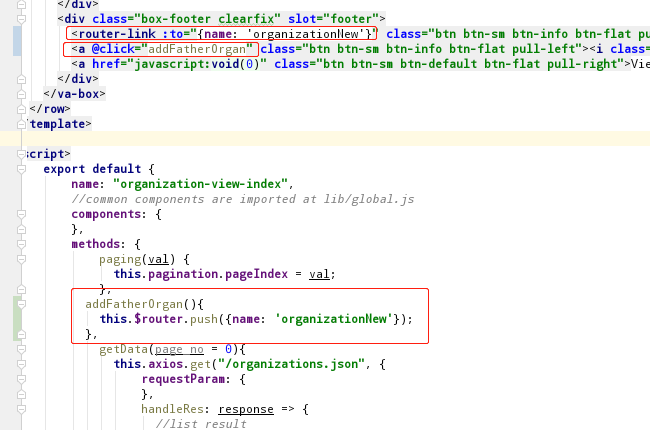 </div>
<div class="box-footer clearfix" slot="footer">
<router-link :to="{name: 'organizationNew'}" class="btn btn-sm btn-info btn-flat pu
<a @click="addFatherOrgan" class="btn btn-sm btn-info btn-flat pull-left"><i class=
<a href="javascript:void(0)" class="btn btn-sm btn-default btn-flat pull-right">Vie
</div>
</va-box>
</row>
template>
script>
export default {
name: "organization-view-index",
//common components are imported at lib/global.js
components: {
},
methods: {
paging(val) {
this.pagination.pageIndex = val;
},
addFatherOrgan(){
this.$router.push({name: 'organizationNew'});
},
getData(page_no = 0){
this.axios.get("/organizations.json", {
requestParam: {
},
handleRes: response => {
//list result